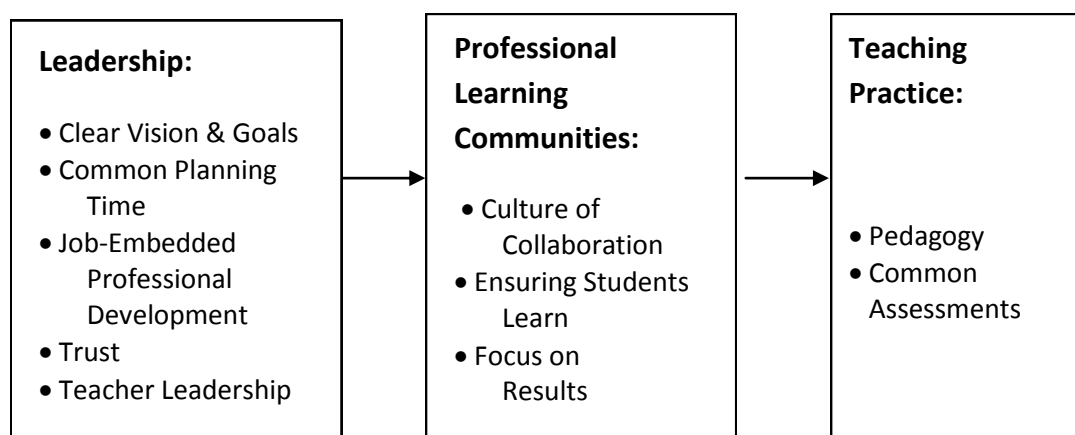 Leadership:
• Clear Vision & Goals
• Common Planning
Time
• Job-Embedded
Professional
Development
• Trust
• Teacher Leadership
Professional
Learning
Communities:
• Culture of
Collaboration
• Ensuring Students
Learn
• Focus on
Results
Teaching
Practice:
• Pedagogy
• Common
Assessments